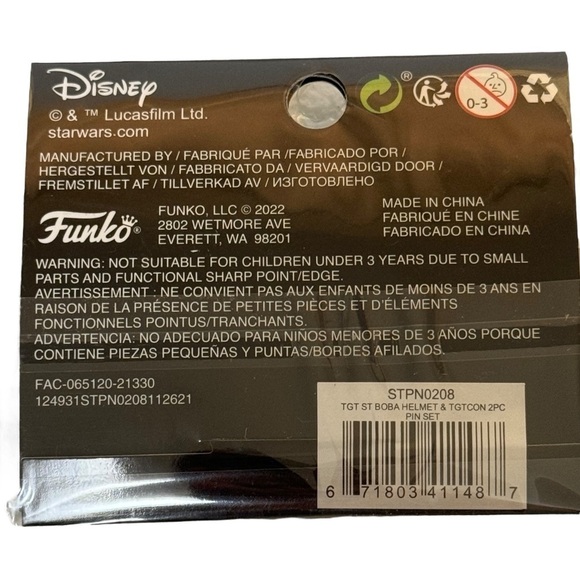 Disney
© & ™ Lucasfilm Ltd.
starwars.com
® 0-3
MANUFACTURED BY / FABRIQUÉ PAR /FABRICADO POR /
HERGESTELLT VON / FABBRICATO DA / VERVAARDIGD DOOR /
FREMSTILLET AF / TILLVERKAD AV / ИЗГОТОВЛЕНО
Funko®
FUNKO, LLC © 2022
2802 WETMORE AVE
EVERETT, WA 98201
MADE IN CHINA
FABRIQUÉ EN CHINE
FABRICADO EN CHINA
WARNING: NOT SUITABLE FOR CHILDREN UNDER 3 YEARS DUE TO SMALL
PARTS AND FUNCTIONAL SHARP POINT/EDGE.
AVERTISSEMENT : NE CONVIENT PAS AUX ENFANTS DE MOINS DE 3 ANS EN
RAISON DE LA PRÉSENCE DE PETITES PIÈCES ET D'ÉLÉMENTS
FONCTIONNELS POINTUS/TRANCHANTS.
ADVERTENCIA: NO ADECUADO PARA NIÑOS MENORES DE 3 AÑOS PORQUE
CONTIENE PIEZAS PEQUEÑAS Y PUNTAS/BORDES AFILADOS.
FAC-065120-21330
124931STPN0208112621
STPN0208
TGT ST BOBA HELMET & TGTCON 2PC
PIN SET
6 71803 41148 7